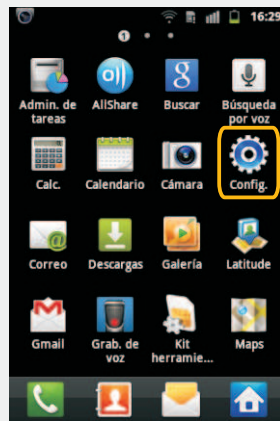 16:29
1
Admin. de
tareas
AllShare
Buscar
Búsqueda
por voz
Calc.
Calendario
Cámara
Config.
Correo
Descargas
Galería
Latitude
Gmail
Grab. de
voz
Kit
herramie...
Maps